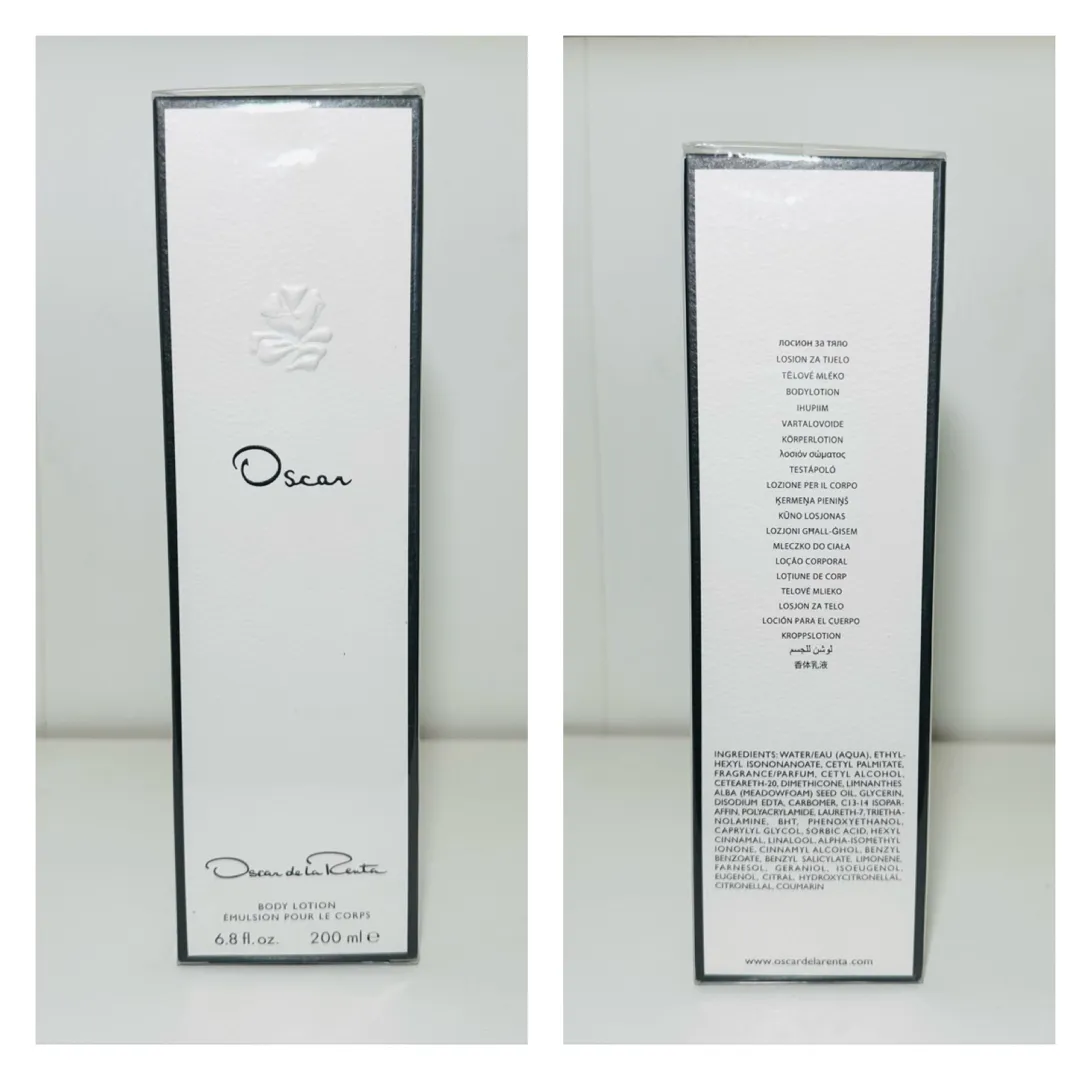 Oscar
Oscar de la Renta
BODY LOTION
ÉMULSION POUR LE CORPS
6.8 fl. oz. 200 ml e
лосион за тяло
LOSION ZA TIJELO
TĚLOVÉ MLÉKO
BODYLOTION
IHUPIIM
VARTALOVOIDE
KÖRPERLOTION
λοσιόν σώματος
TESTÁPOLÓ
LOZIONE PER IL CORPO
ĶERMEŅA PIENIŅŠ
KŪNO LOSJONAS
LOZJONI GĦALL-ĠISEM
MLECZKO DO CIAŁA
LOÇÃO CORPORAL
LOŢIUNE DE CORP
TELOVÉ MLIEKO
LOSJON ZA TELO
LOCIÓN PARA EL CUERPO
KROPPSLOTION
لوشن للجسم
香体乳液
INGREDIENTS: WATER/EAU (AQUA), ETHYL-
HEXYL ISONONANOATE, CETYL PALMITATE,
FRAGRANCE/PARFUM, CETYL ALCOHOL,
CETEARETH-20, DIMETHICONE, LIMNANTHES
ALBA (MEADOWFOAM) SEED OIL, GLYCERIN,
DISODIUM EDTA, CARBOMER, C13-14 ISOPAR-
AFFIN, POLYACRYLAMIDE, LAURETH-7, TRIETHA-
NOLAMINE, BHT, PHENOXYETHANOL,
CAPRYLYL GLYCOL, SORBIC ACID, HEXYL
CINNAMAL, LINALOOL, ALPHA-ISOMETHYL
IONONE, CINNAMYL ALCOHOL, BENZYL
BENZOATE, BENZYL SALICYLATE, LIMONENE,
FARNESOL, GERANIOL, ISOEUGENOL,
EUGENOL, CITRAL, HYDROXYCITRONELLAL,
CITRONELLAL, COUMARIN
www.oscardelarenta.com